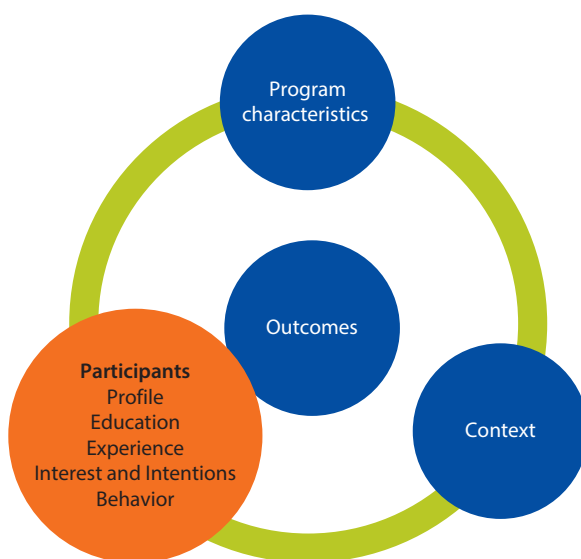 Program
characteristics
Outcomes
Participants
Profile
Education
Experience
Interest and Intentions
Behavior
Context